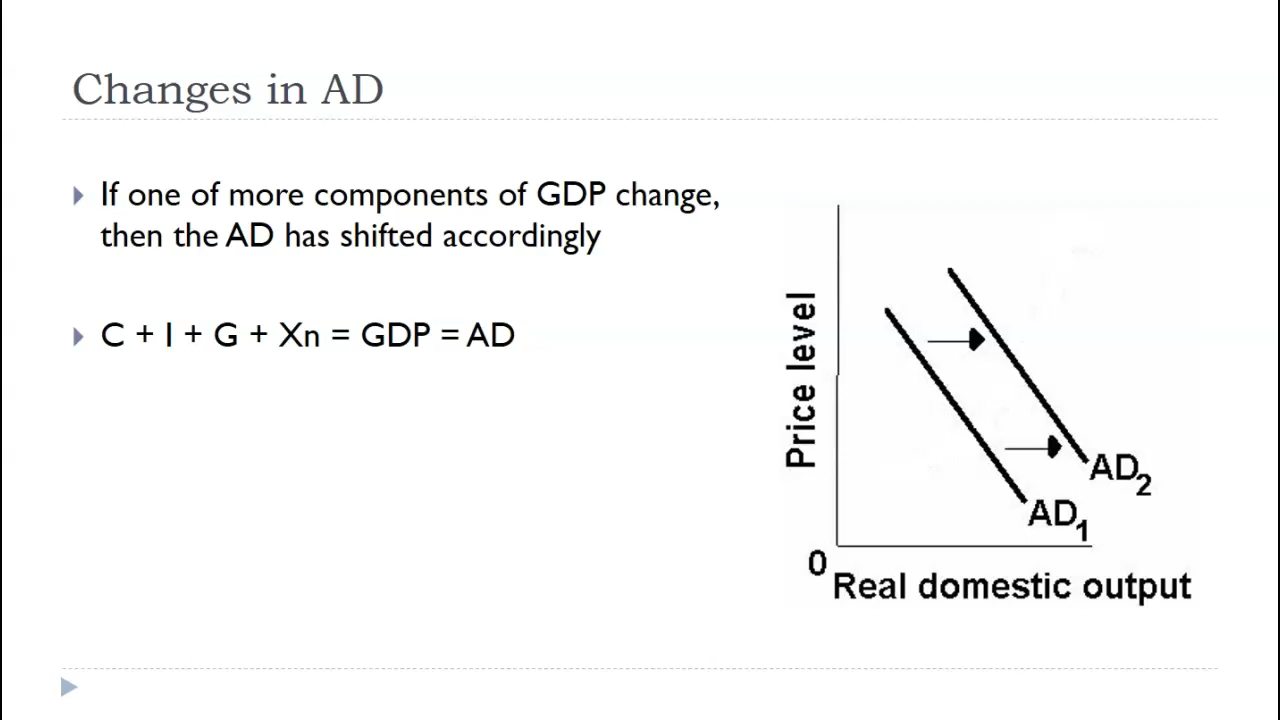 Changes in AD
If one of more components of GDP change,
then the AD has shifted accordingly
C + I + G + Xn = GDP = AD
Price level
AD2
AD1
0
Real domestic output